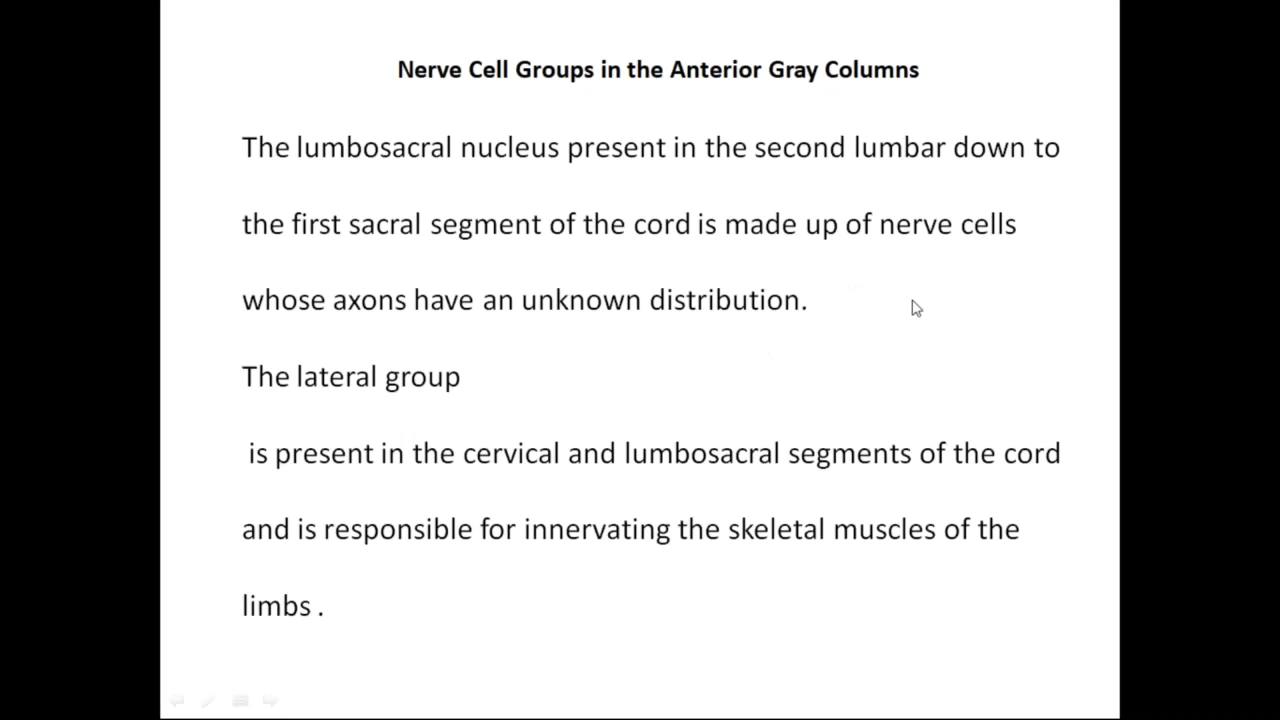 Nerve Cell Groups in the Anterior Gray Columns
The lumbosacral nucleus present in the second lumbar down to
the first sacral segment of the cord is made up of nerve cells
whose axons have an unknown distribution.
The lateral group
is present in the cervical and lumbosacral segments of the cord
and is responsible for innervating the skeletal muscles of the
limbs .